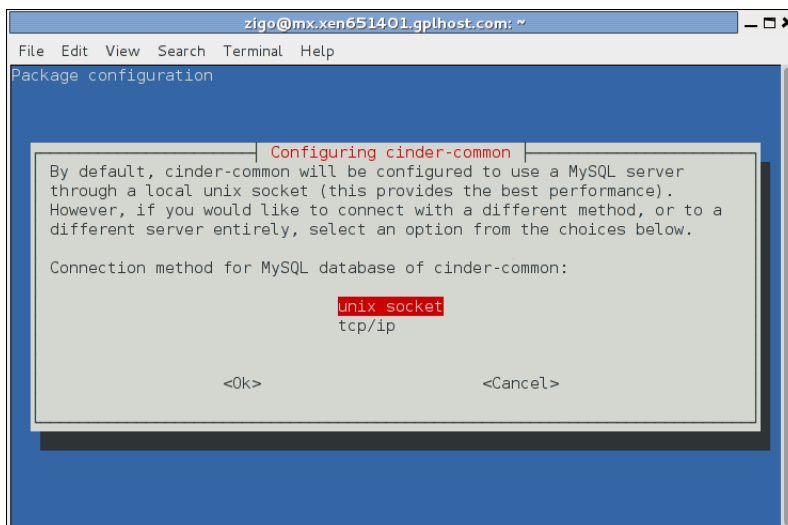 zigo@mx.xen651401.gplhost.com: ~
File Edit View Search Terminal Help
Package configuration
Configuring cinder-common
By default, cinder-common will be configured to use a MySQL server
through a local unix socket (this provides the best performance).
However, if you would like to connect with a different method, or to a
different server entirely, select an option from the choices below.
Connection method for MySQL database of cinder-common:
unix socket
tcp/ip
<Ok> <Cancel>